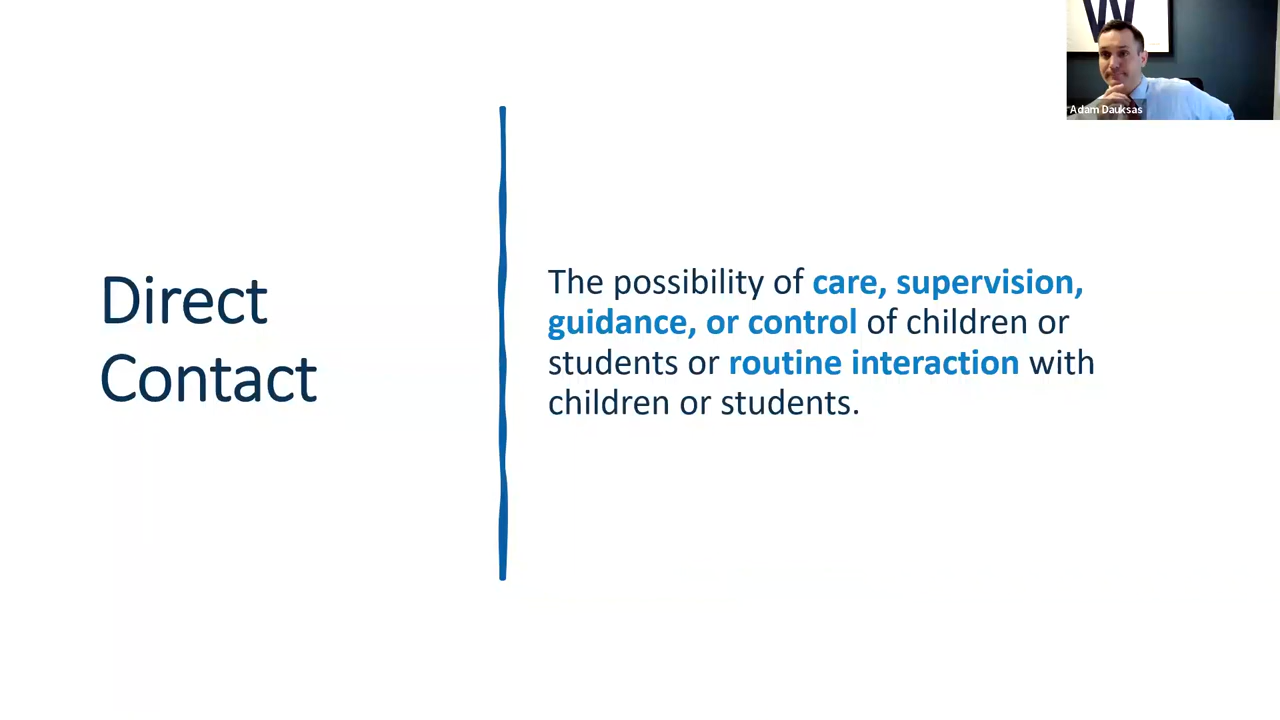 W
Adam Dauksas
Direct
Contact
The possibility of care, supervision,
guidance, or control of children or
students or routine interaction with
children or students.